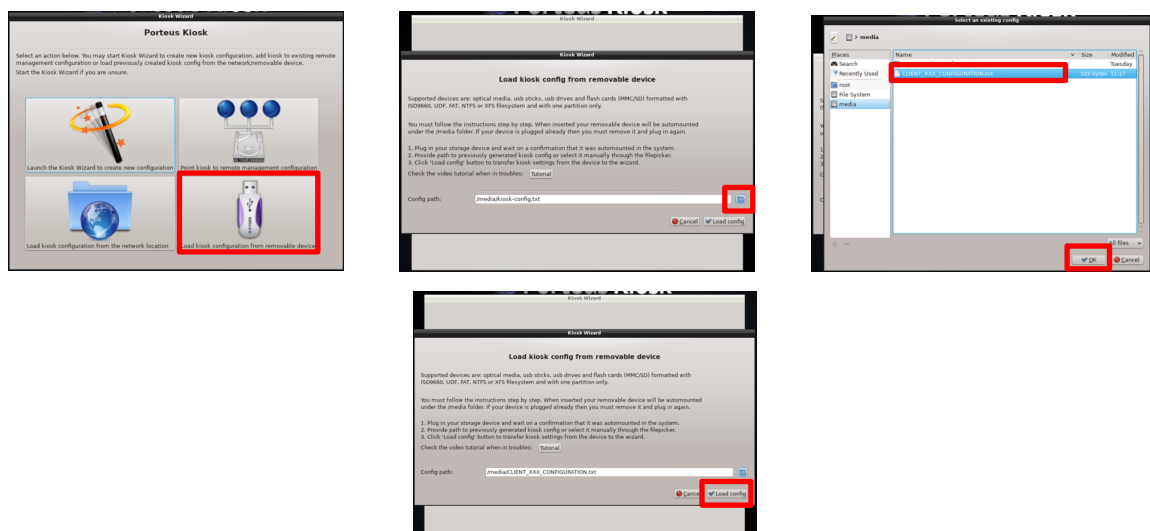 Kiosk Wizard
Porteus Kiosk
Select an action below. You may start Kiosk Wizard to create new kiosk configuration, add kiosk to existing remote
management configuration or load previously created kiosk config from the network/removable device.
Start the Kiosk Wizard if you are unsure.
Launch the Kiosk Wizard to create new configuration
Point kiosk to remote management configuration
Load kiosk configuration from the network location
Load kiosk configuration from removable device
Kiosk Wizard
Kiosk Wizard
Load kiosk config from removable device
Supported devices are: optical media, usb sticks, usb drives and flash cards (MMC/SD) formatted with
ISO9660, UDF, FAT, NTFS or XFS filesystem and with one partition only.
You must follow the instructions step by step. When inserted your removable device will be automounted
under the /media folder. If your device is plugged already then you must remove it and plug in again.
1. Plug in your storage device and wait on a confirmation that it was automounted in the system.
2. Provide path to previously generated kiosk config or select it manually through the filepicker.
3. Click 'Load config' button to transfer kiosk settings from the device to the wizard.
Check the video tutorial when in troubles: Tutorial
Config path: /media/kiosk-config.txt
Cancel Load config
Select an existing config
media
Places Name Size Modified
Search Tuesday
Recently Used CLIENT_XXX_CONFIGURATION.txt 502 bytes 11:17
root
File System
media
All files
OK Cancel
Porteus Kiosk
Kiosk Wizard
Kiosk Wizard
Load kiosk config from removable device
Supported devices are: optical media, usb sticks, usb drives and flash cards (MMC/SD) formatted with
ISO9660, UDF, FAT, NTFS or XFS filesystem and with one partition only.
You must follow the instructions step by step. When inserted your removable device will be automounted
under the /media folder. If your device is plugged already then you must remove it and plug in again.
1. Plug in your storage device and wait on a confirmation that it was automounted in the system.
2. Provide path to previously generated kiosk config or select it manually through the filepicker.
3. Click 'Load config' button to transfer kiosk settings from the device to the wizard.
Check the video tutorial when in troubles: Tutorial
Config path: /media/CLIENT_XXX_CONFIGURATION.txt
Cance Load config